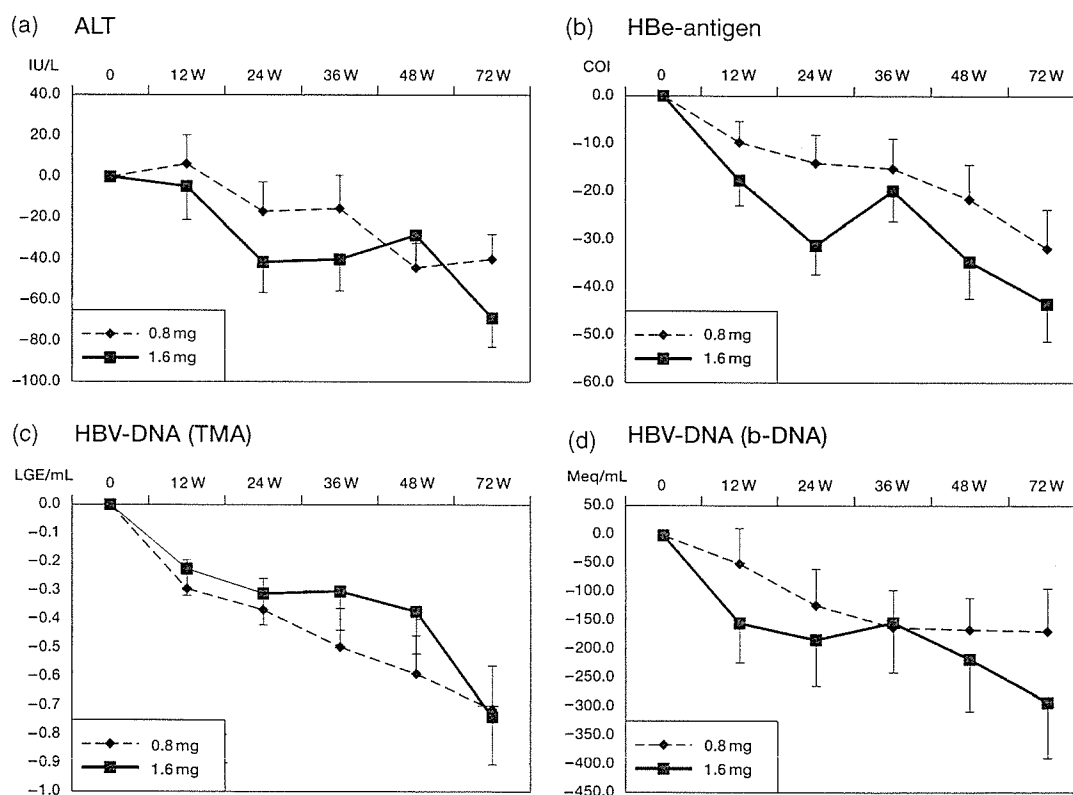 (a) ALT
IU/L
0 12 W 24 W 36 W 48 W 72 W
40.0
20.0
0.0
−20.0
−40.0
−60.0
−80.0
−100.0
0.8 mg
1.6 mg
(b) HBe-antigen
COI
0 12 W 24 W 36 W 48 W 72 W
0.0
−10.0
−20.0
−30.0
−40.0
−50.0
−60.0
0.8 mg
1.6 mg
(c) HBV-DNA (TMA)
LGE/mL
0 12 W 24 W 36 W 48 W 72 W
0.0
−0.1
−0.2
−0.3
−0.4
−0.5
−0.6
−0.7
−0.8
−0.9
−1.0
0.8 mg
1.6 mg
(d) HBV-DNA (b-DNA)
Meq/mL
0 12 W 24 W 36 W 48 W 72 W
50.0
0.0
−50.0
−100.0
−150.0
−200.0
−250.0
−300.0
−350.0
−400.0
−450.0
0.8 mg
1.6 mg